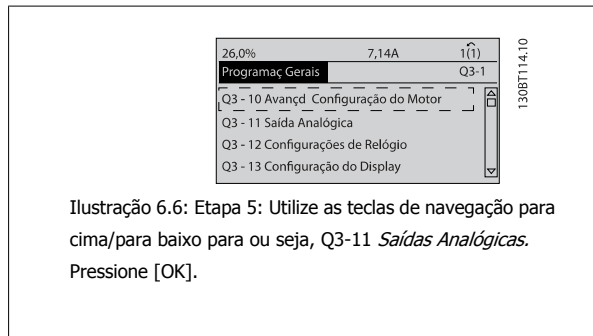 26,0% 7,14A 1(1)
Programaç Gerais Q3-1
Q3 - 10 Avançd Configuração do Motor
Q3 - 11 Saída Analógica
Q3 - 12 Configurações de Relógio
Q3 - 13 Configuração do Display
130BT114.10
Ilustração 6.6: Etapa 5: Utilize as teclas de navegação para
cima/para baixo para ou seja, Q3-11 Saídas Analógicas.
Pressione [OK].